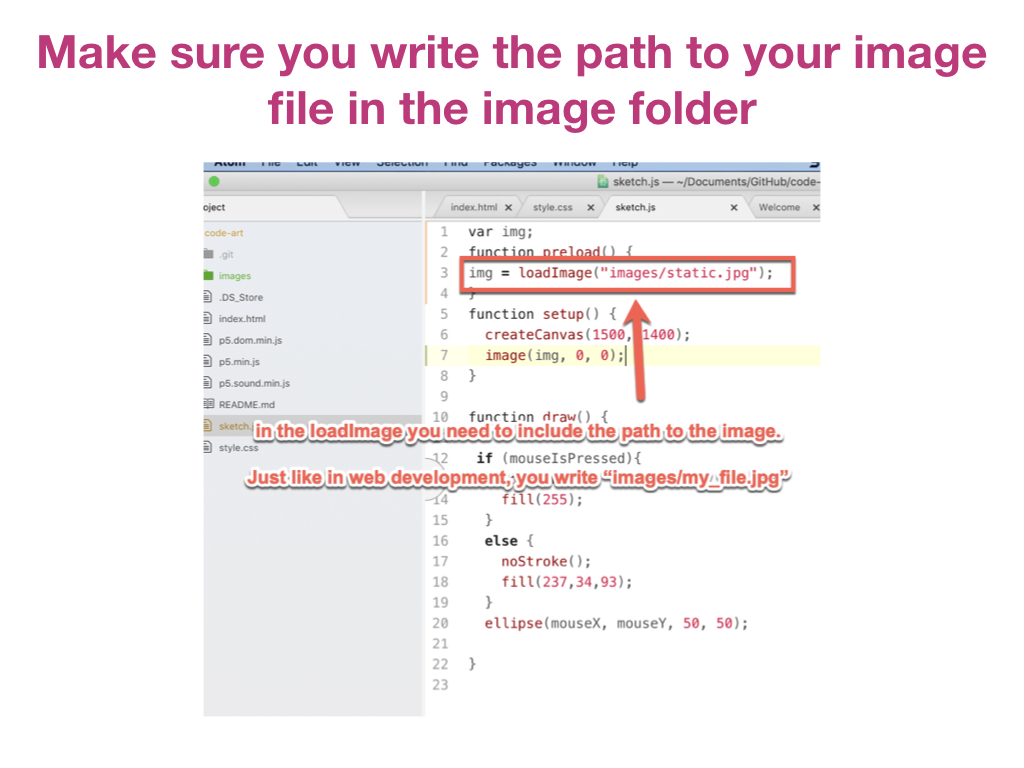 Make sure you write the path to your image
file in the image folder
Atom File Edit View Selection Find Packages Window Help
sketch.js — ~/Documents/GitHub/code-
oject
index.html
style.css
sketch.js
Welcome
code-art
.git
images
.DS_Store
index.html
p5.dom.min.js
p5.min.js
p5.sound.min.js
README.md
sketch.j
style.css
1 var img;
2 function preload() {
3 img = loadImage("images/static.jpg");
4 }
5 function setup() {
6 createCanvas(1500, 1400);
7 image(img, 0, 0);
8 }
9
10 function draw() {
in the loadImage you need to include the path to the image.
12 if (mouseIsPressed){
Just like in web development, you write “images/my_file.jpg”
14 fill(255);
15 }
16 else {
17 noStroke();
18 fill(237,34,93);
19 }
20 ellipse(mouseX, mouseY, 50, 50);
21
22 }
23